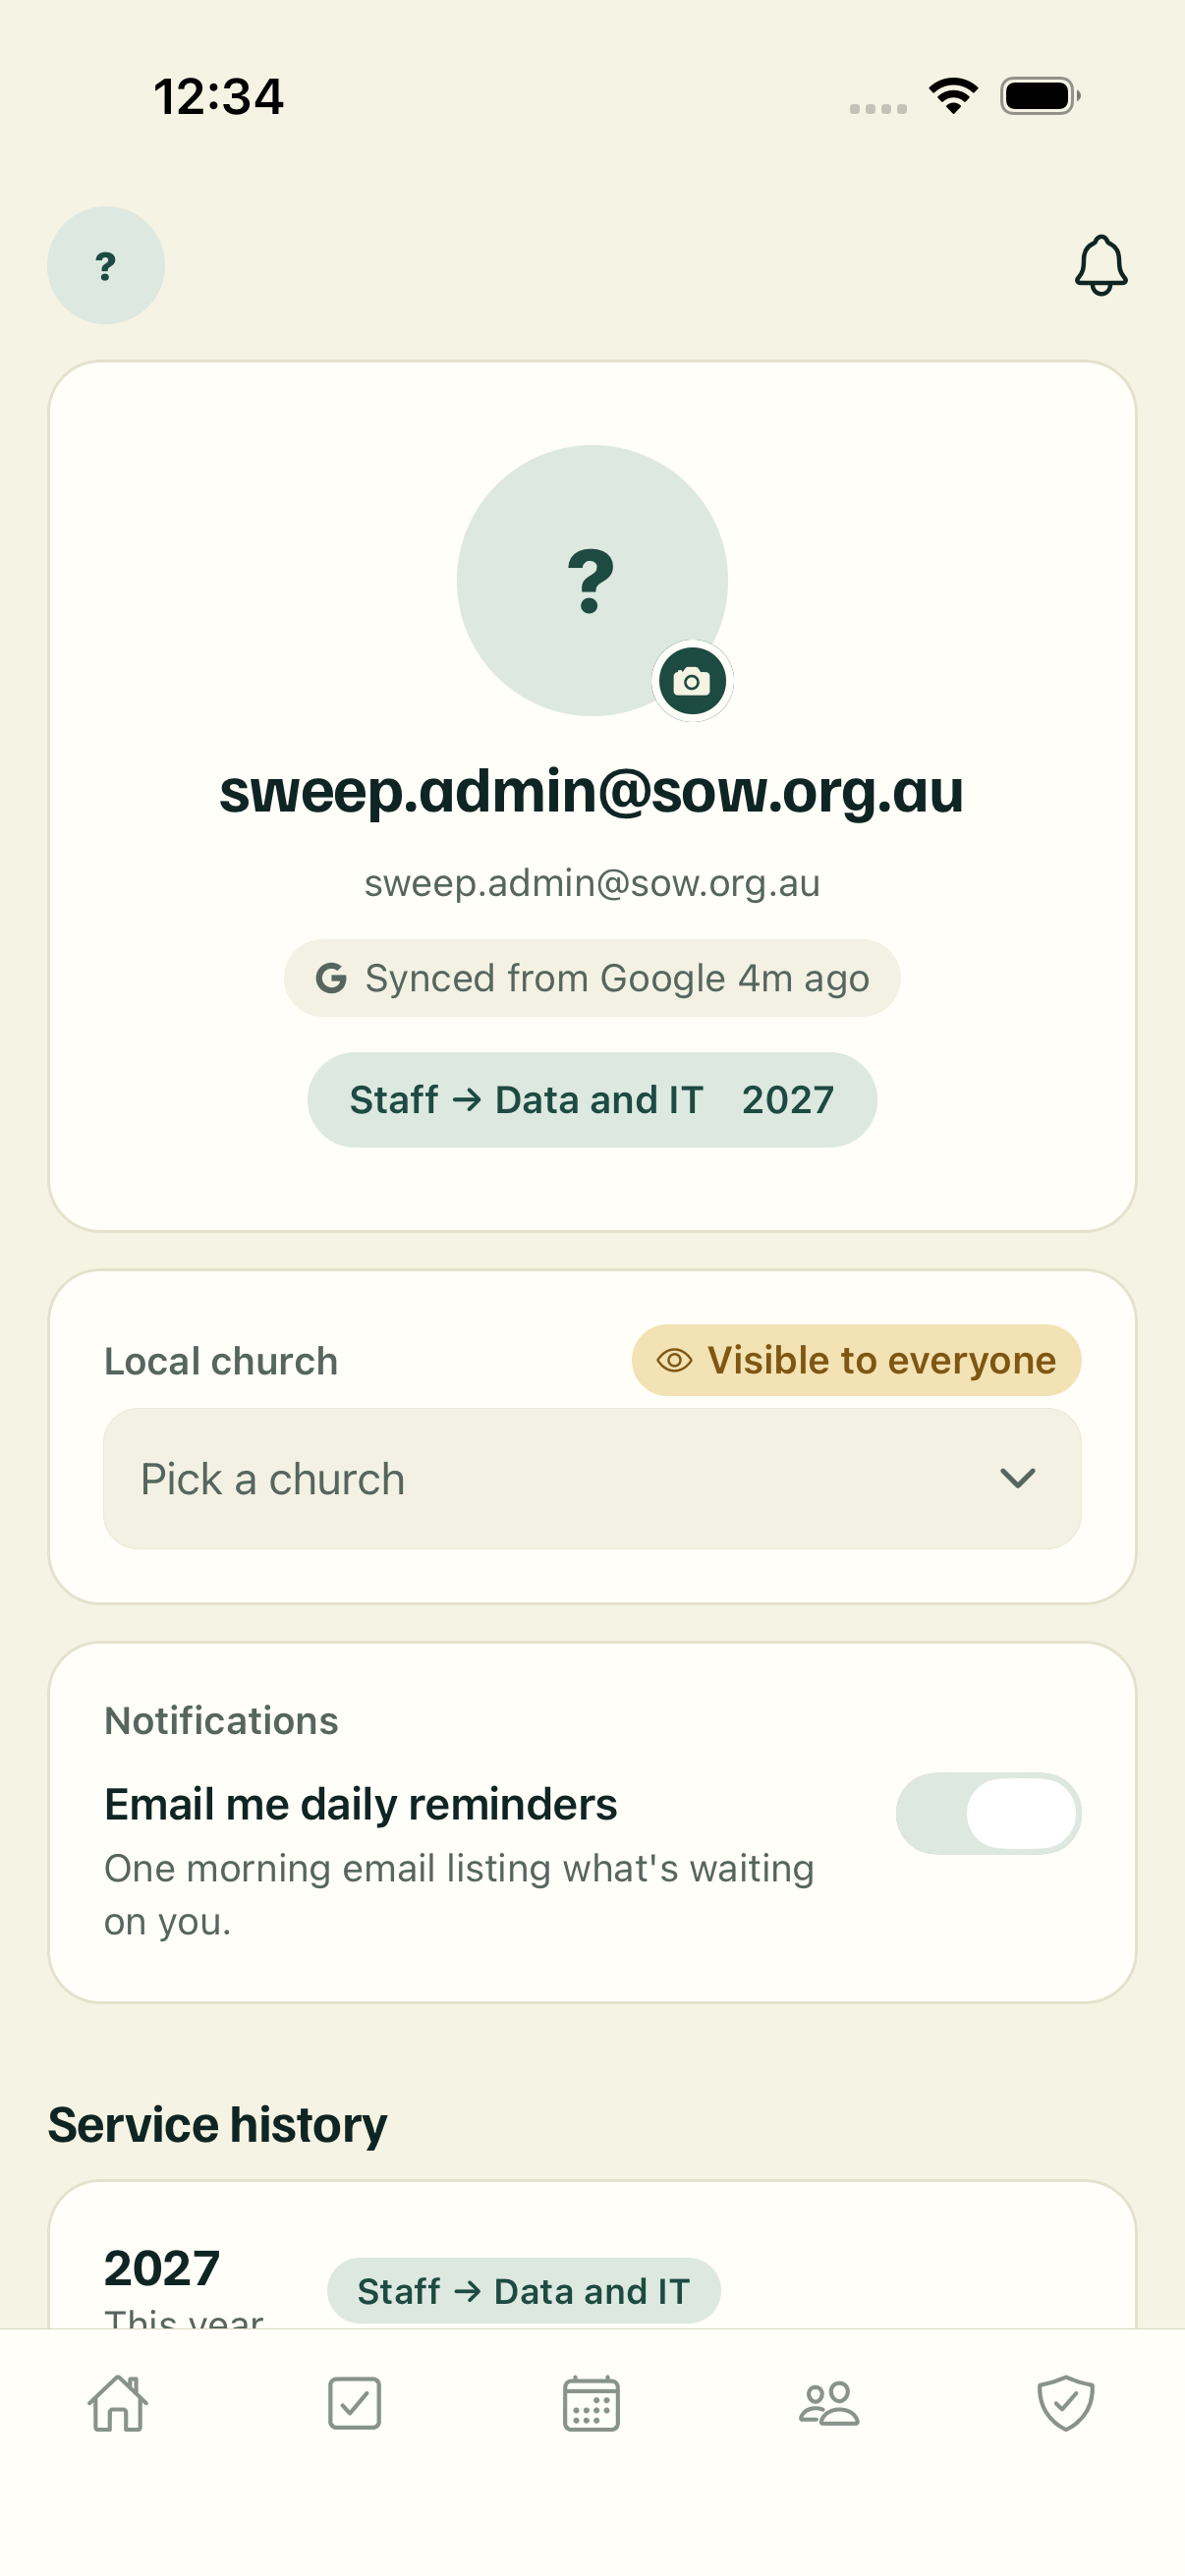 12:34
?
?
sweep.admin@sow.org.au
sweep.admin@sow.org.au
G Synced from Google 4m ago
Staff → Data and IT 2027
Local church
Visible to everyone
Pick a church
Notifications
Email me daily reminders
One morning email listing what's waiting
on you.
Service history
2027
Staff → Data and IT
This year